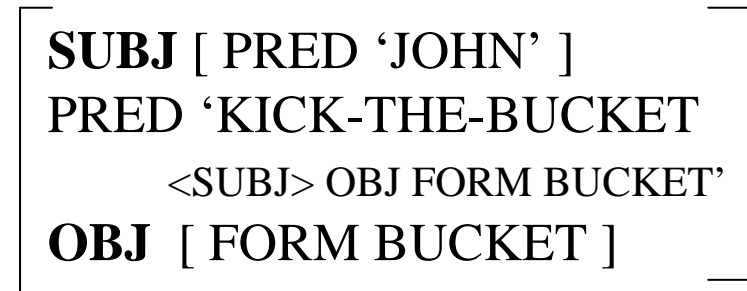 SUBJ [ PRED ‘JOHN’ ]
PRED ‘KICK-THE-BUCKET
<SUBJ> OBJ FORM BUCKET’
OBJ [ FORM BUCKET ]